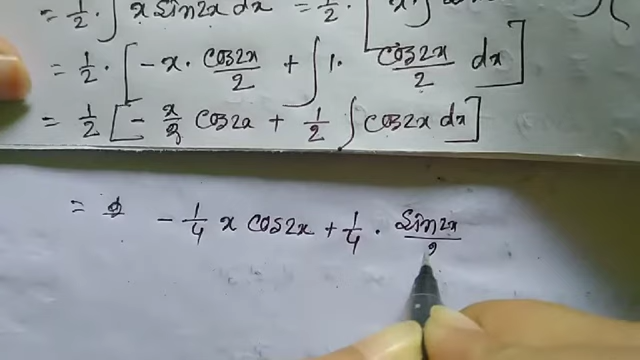 = 1/2 · ∫ x sin2x dx = 1/2 · [ x ∫
= 1/2 · [ - x · cos2x/2 + ∫ 1 · cos2x/2 dx ]
= 1/2 [ - x/2 cos2x + 1/2 ∫ cos2x dx ]
= - 1/4 x cos2x + 1/4 · sin2x/2